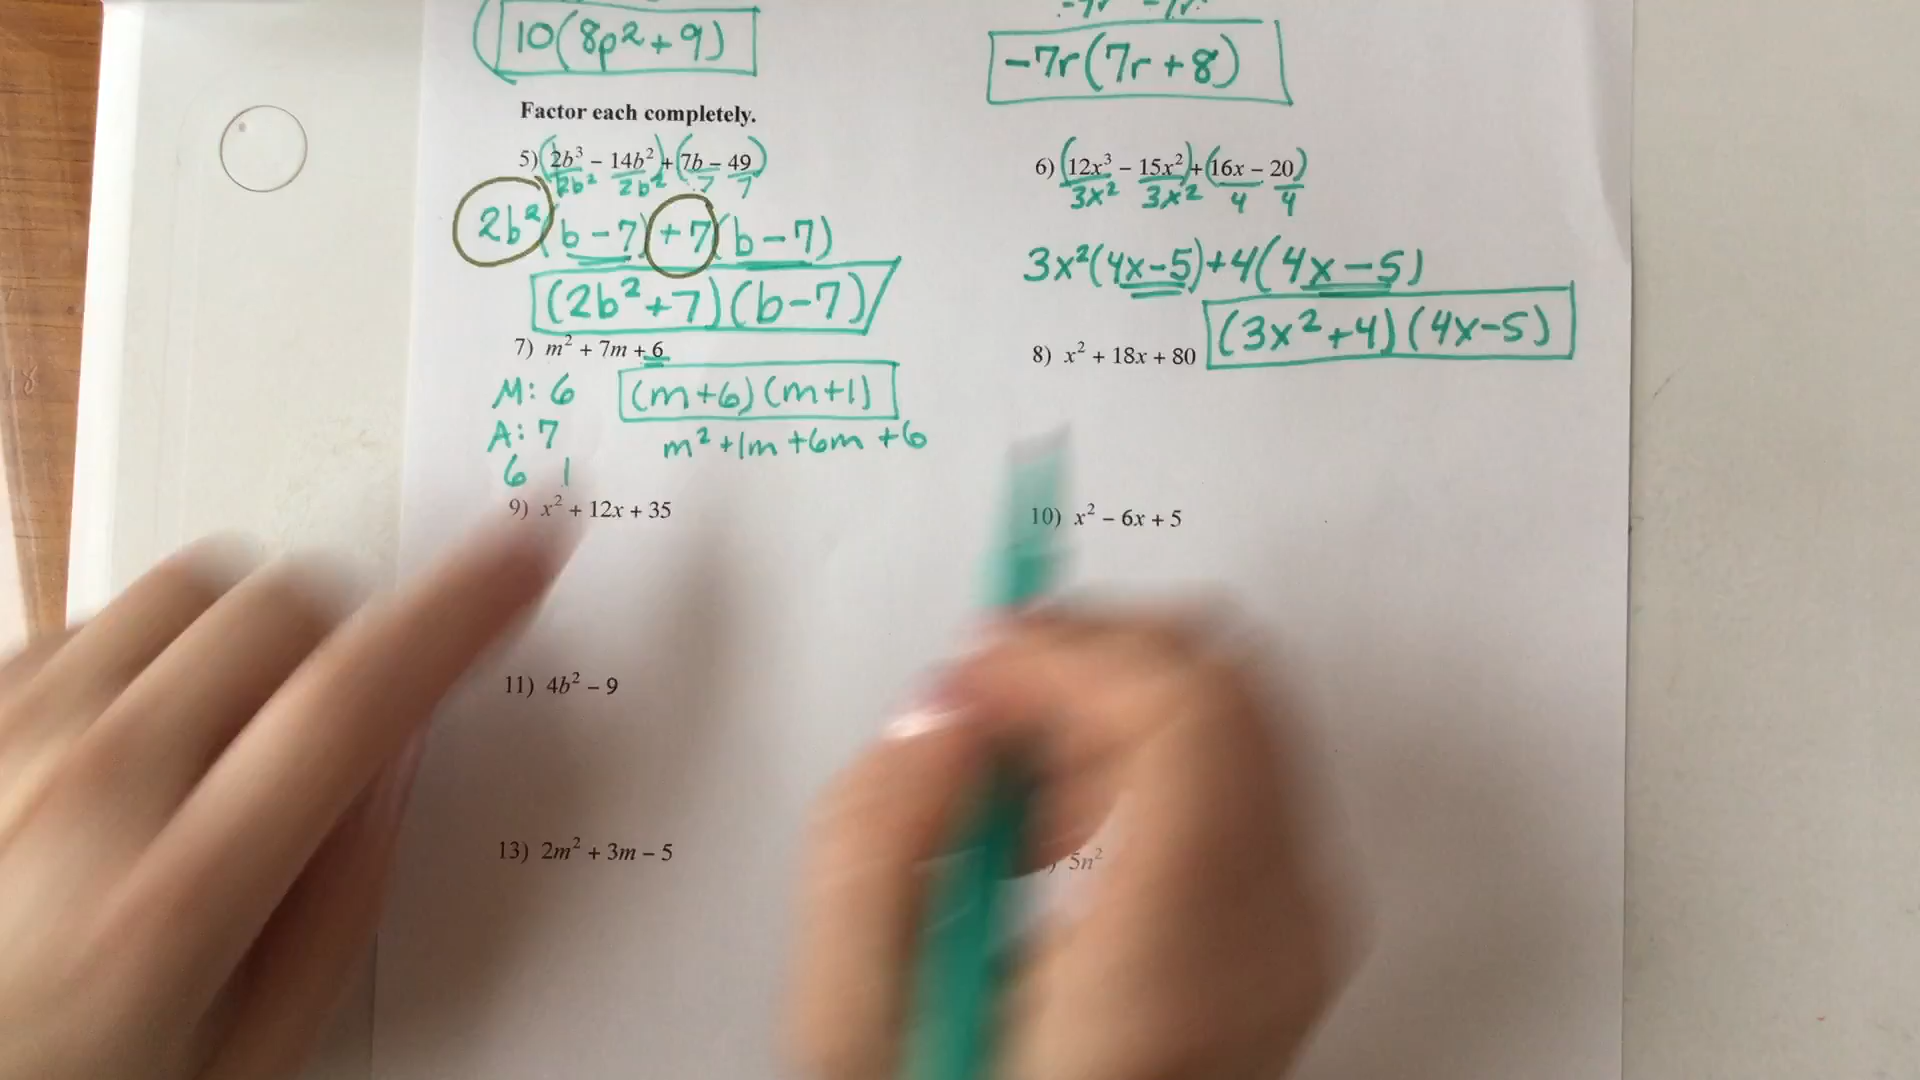 10(8p²+9)
-7r -7r
-7r(7r+8)
Factor each completely.
5) (2b³ − 14b²) + (7b − 49)
2b² 2b² 7 7
2b²(b-7)+7(b-7)
(2b²+7)(b-7)
6) (12x³ − 15x²) + (16x − 20)
3x² 3x² 4 4
3x²(4x-5)+4(4x-5)
(3x²+4)(4x-5)
7) m² + 7m + 6
M: 6
A: 7
6 1
(m+6)(m+1)
m²+1m+6m+6
8) x² + 18x + 80
9) x² + 12x + 35
10) x² − 6x + 5
11) 4b² − 9
13) 2m² + 3m − 5
) 5n²